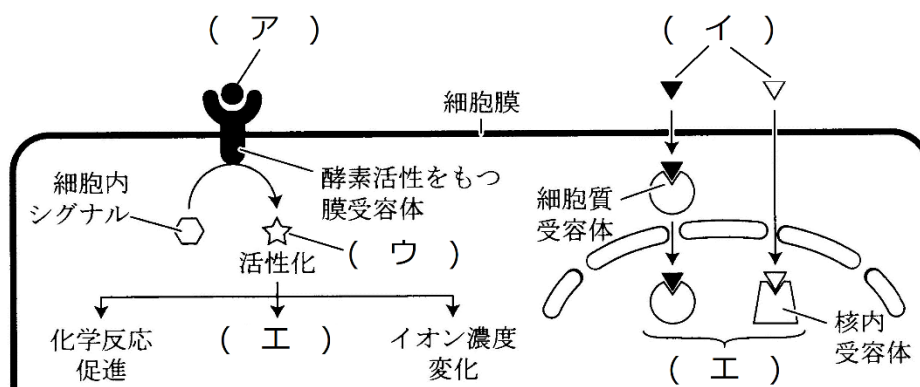 ( ア )
( イ )
細胞膜
細胞内
シグナル
酵素活性をもつ
膜受容体
細胞質
受容体
( ウ )
活性化
化学反応
促進
( エ )
イオン濃度
変化
核内
受容体
( エ )